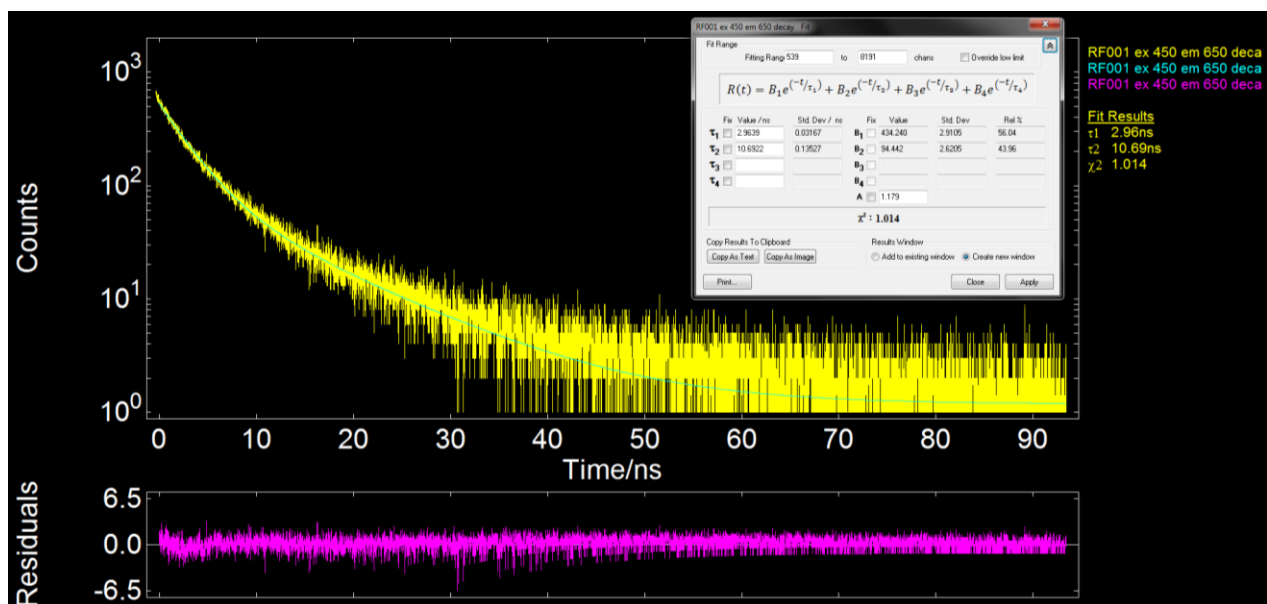 RF001 ex 450 em 650 decay Fit
Fit Range
Fitting Rang 539 to 8191 chans Override low limit
R(t) = B₁e^(-t/τ₁) + B₂e^(-t/τ₂) + B₃e^(-t/τ₃) + B₄e^(-t/τ₄)
Fix Value /ns Std. Dev / ns Fix Value Std. Dev Rel %
τ₁ 2.9639 0.03167 B₁ 434.240 2.9105 56.04
τ₂ 10.6922 0.13527 B₂ 94.442 2.6205 43.96
τ₃ B₃
τ₄ B₄
A 1.179
χ² : 1.014
Copy Results To Clipboard Results Window
Copy As Text Copy As Image Add to existing window Create new window
Print... Close Apply
RF001 ex 450 em 650 deca
RF001 ex 450 em 650 deca
RF001 ex 450 em 650 deca
Fit Results
τ1 2.96ns
τ2 10.69ns
χ2 1.014
Counts
10³
10²
10¹
10⁰
0 10 20 30 40 50 60 70 80 90
Time/ns
Residuals
6.5
0.0
-6.5